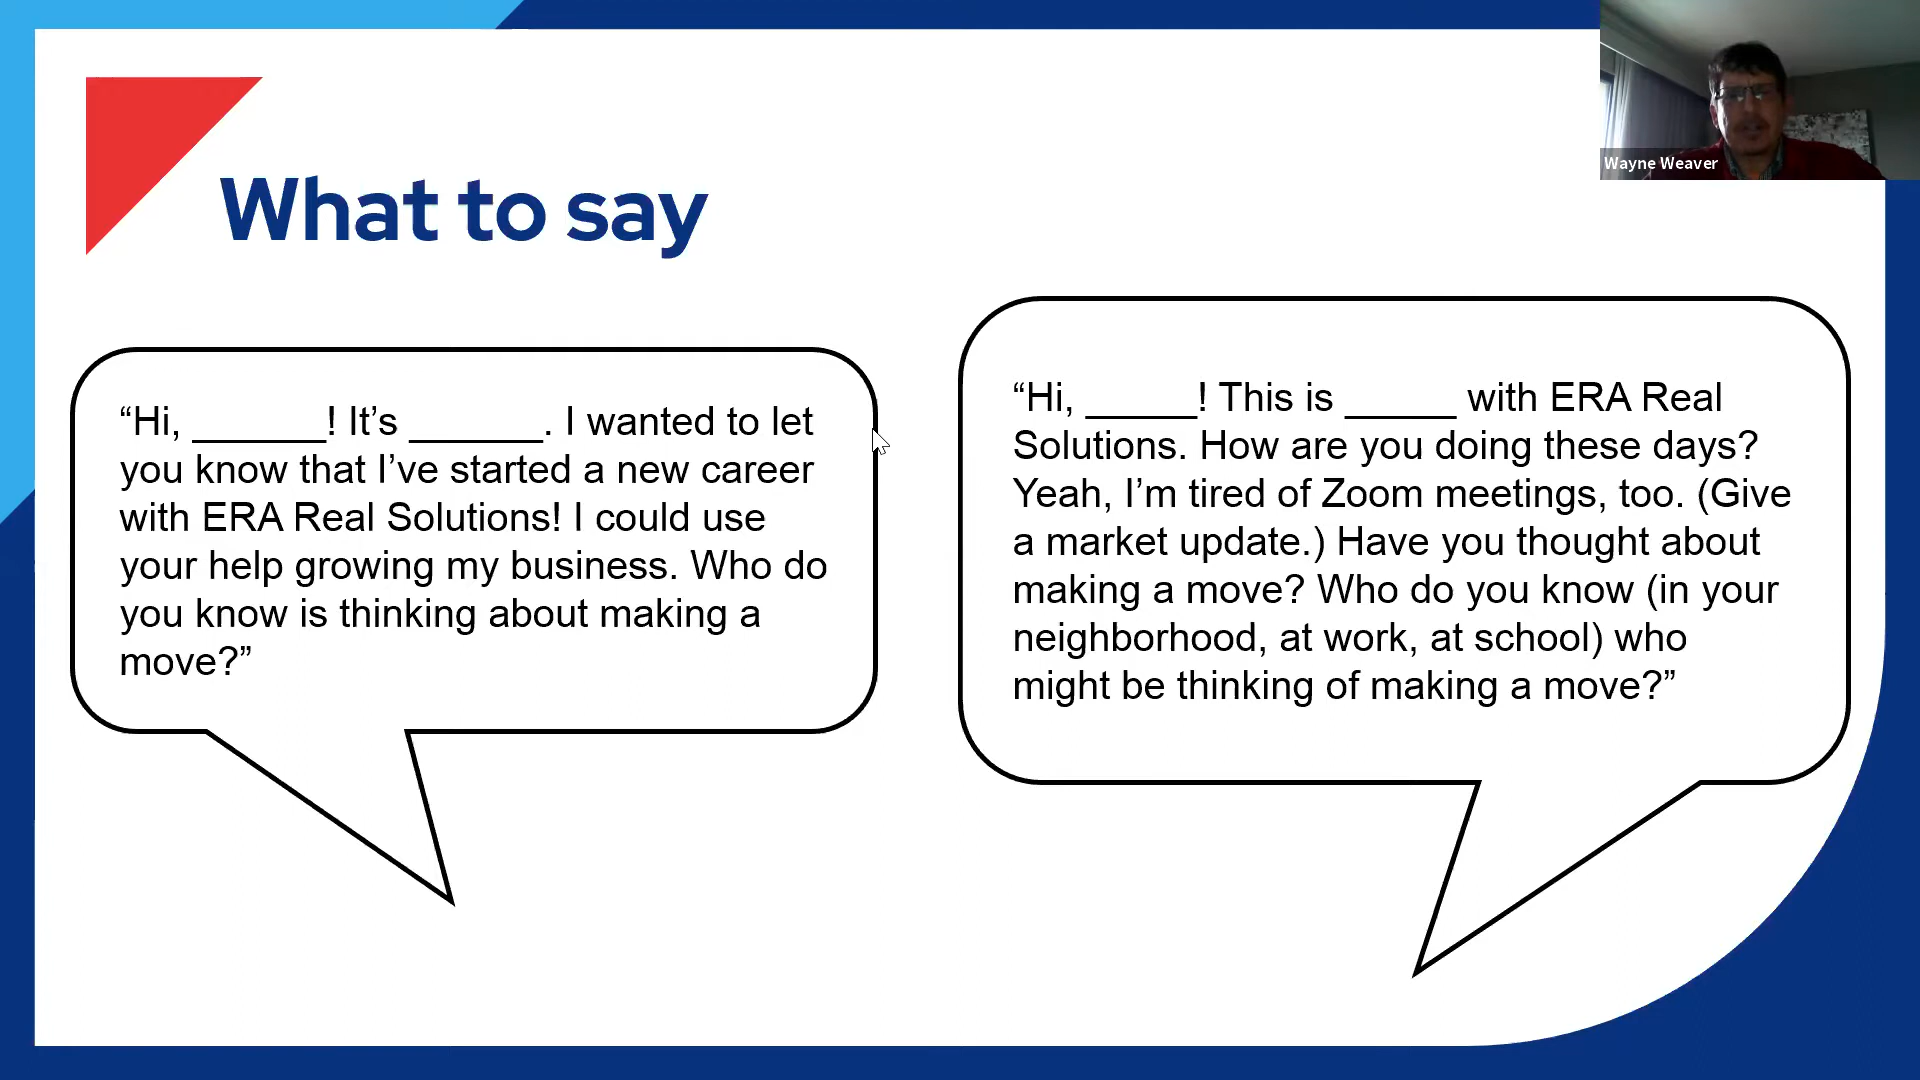 Wayne Weaver
What to say
“Hi, ______! It’s ______. I wanted to let
you know that I’ve started a new career
with ERA Real Solutions! I could use
your help growing my business. Who do
you know is thinking about making a
move?”
“Hi, _____! This is _____ with ERA Real
Solutions. How are you doing these days?
Yeah, I’m tired of Zoom meetings, too. (Give
a market update.) Have you thought about
making a move? Who do you know (in your
neighborhood, at work, at school) who
might be thinking of making a move?”